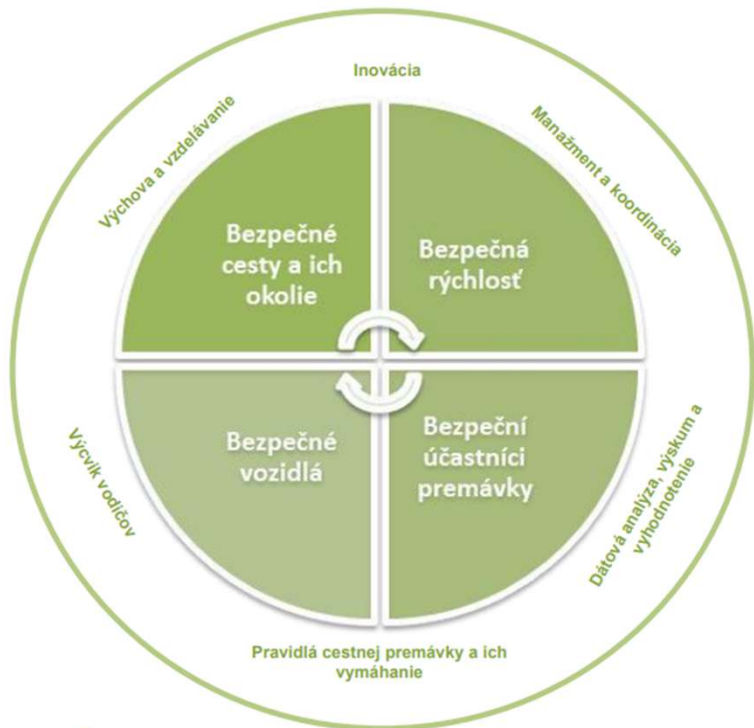 Inovácia
Výchova a vzdelávanie
Manažment a koordinácia
Bezpečné
cesty a ich
okolie
Bezpečná
rýchlosť
Bezpečné
vozidlá
Bezpeční
účastníci
premávky
Výcvik vodičov
Dátová analýza, výskum a
vyhodnotenie
Pravidlá cestnej premávky a ich
vymáhanie